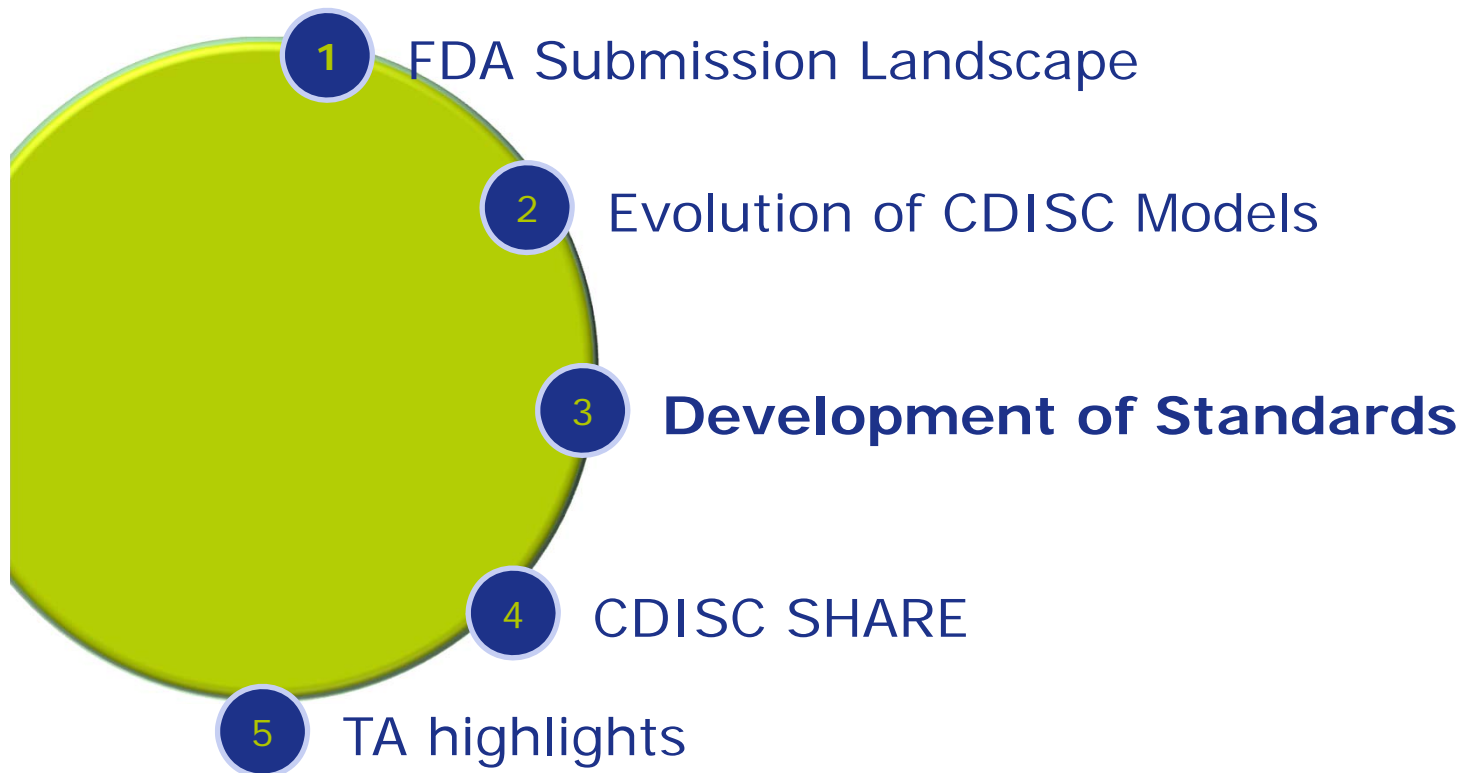 1 FDA Submission Landscape
2 Evolution of CDISC Models
3 Development of Standards
4 CDISC SHARE
5 TA highlights